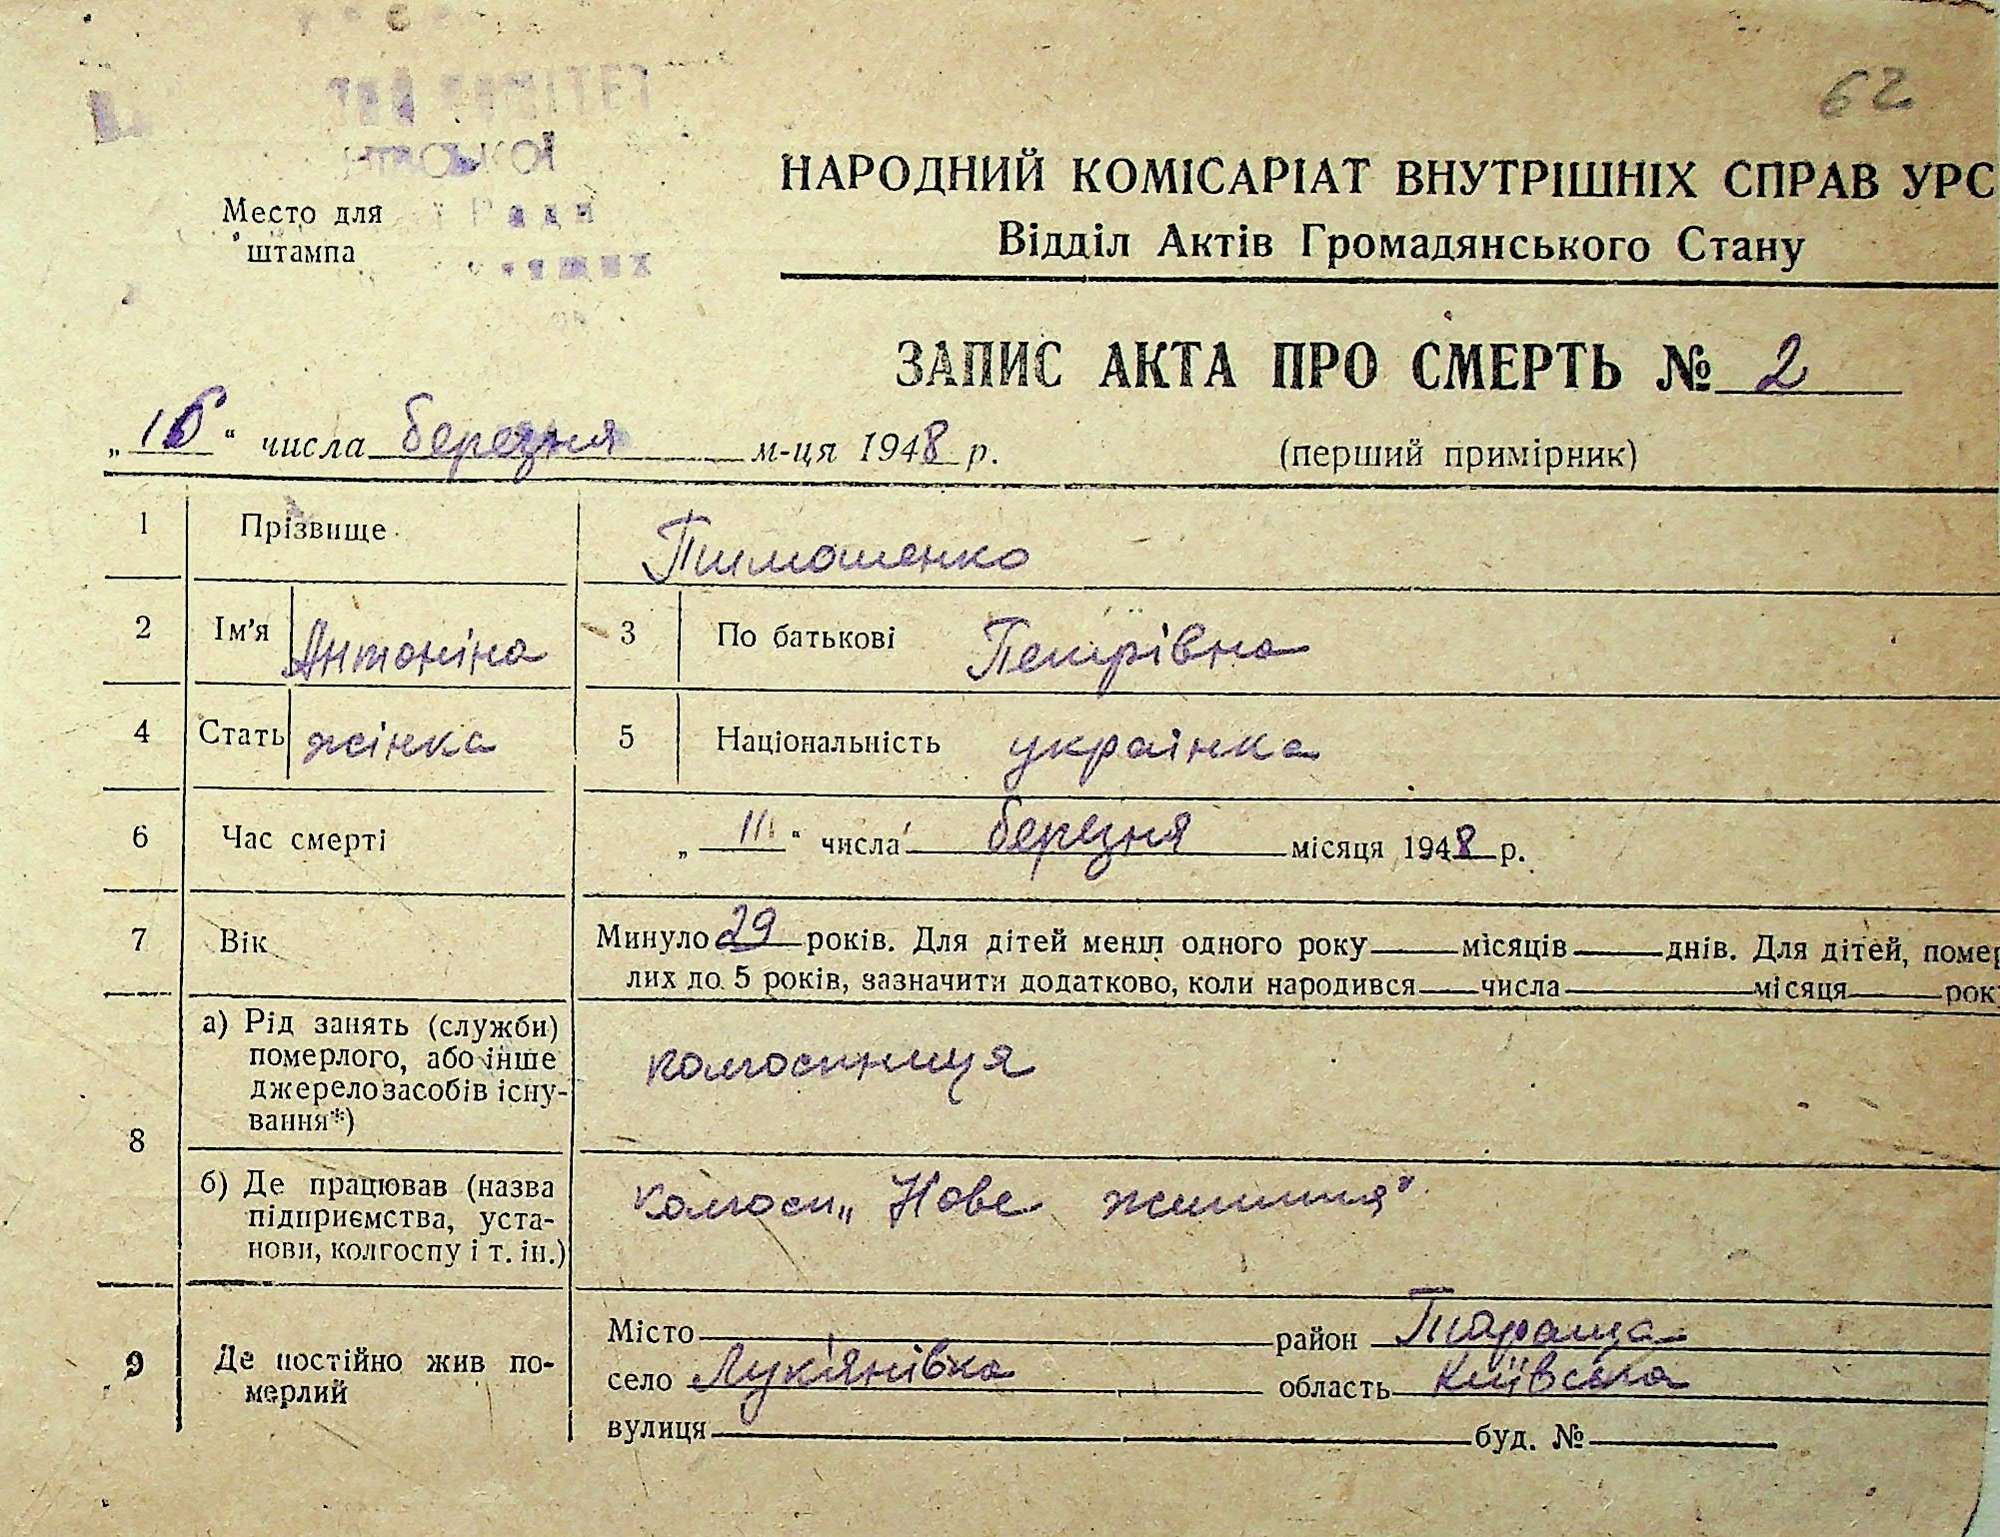 62
ІТЕТ
ської
Ради
ящих
Место для
штампа
НАРОДНИЙ КОМІСАРІАТ ВНУТРІШНІХ СПРАВ УРС
Відділ Актів Громадянського Стану
ЗАПИС АКТА ПРО СМЕРТЬ № 2
„16“ числа березня м-ця 1948 р. (перший примірник)
1 Прізвище Тимошенко
2 Ім'я Антоніна 3 По батькові Петрівна
4 Стать жінка 5 Національність українка
6 Час смерті „ “ числа березня місяця 1948 р.
7 Вік Минуло 29 років. Для дітей менш одного року місяців днів. Для дітей, помер
лих до 5 років, зазначити додатково, коли народився числа місяця рок
8 а) Рід занять (служби)
померлого, або інше
джерело засобів існу-
вання*)
колгоспниця
б) Де працював (назва
підприємства, уста-
нови, колгоспу і т. ін.)
колгосп „Нове життя“
9 Де постійно жив по-
мерлий
Місто район Тараща
село Лук'янівка область Київська
вулиця буд. №